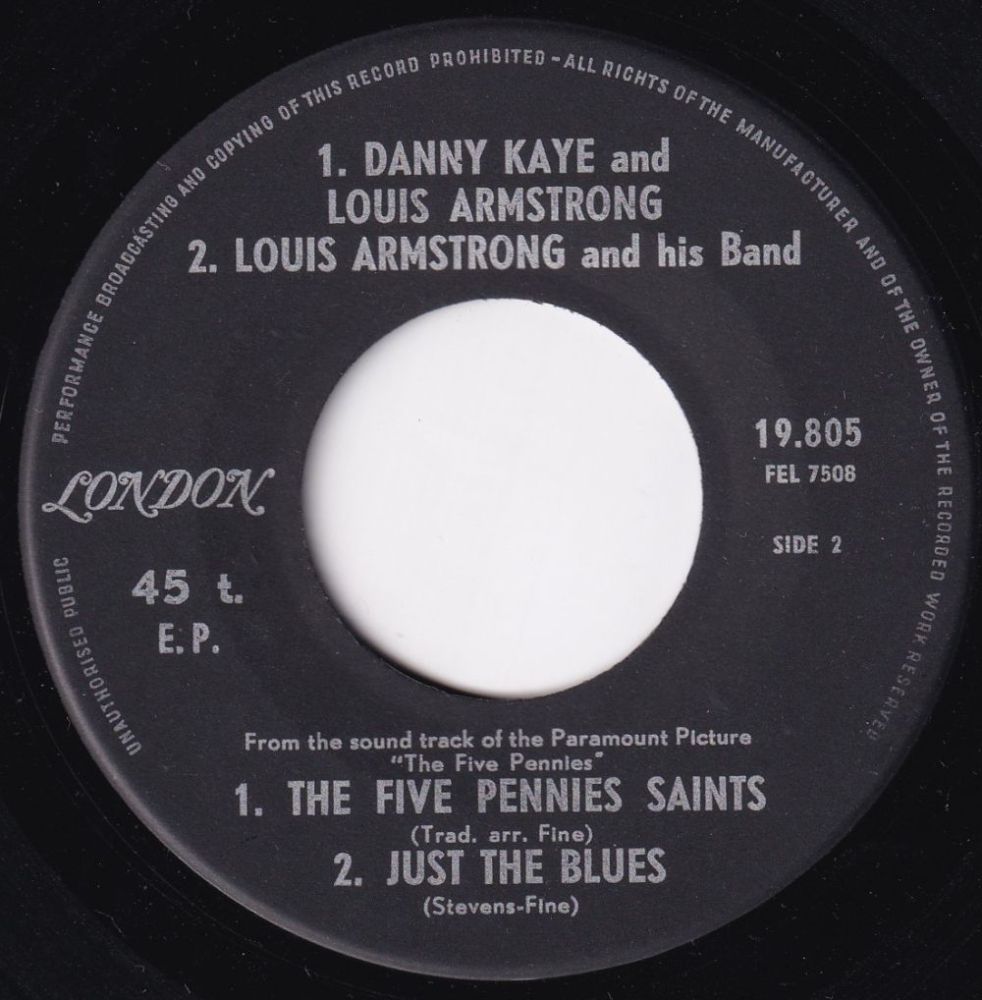 UNAUTHORISED PUBLIC PERFORMANCE BROADCASTING AND COPYING OF THIS RECORD PROHIBITED – ALL RIGHTS OF THE MANUFACTURER AND OF THE OWNER OF THE RECORDED WORK RESERVED
1. DANNY KAYE and
LOUIS ARMSTRONG
2. LOUIS ARMSTRONG and his Band
19.805
FEL 7508
LONDON
SIDE 2
45 t.
E.P.
From the sound track of the Paramount Picture
"The Five Pennies"
1. THE FIVE PENNIES SAINTS
(Trad. arr. Fine)
2. JUST THE BLUES
(Stevens-Fine)